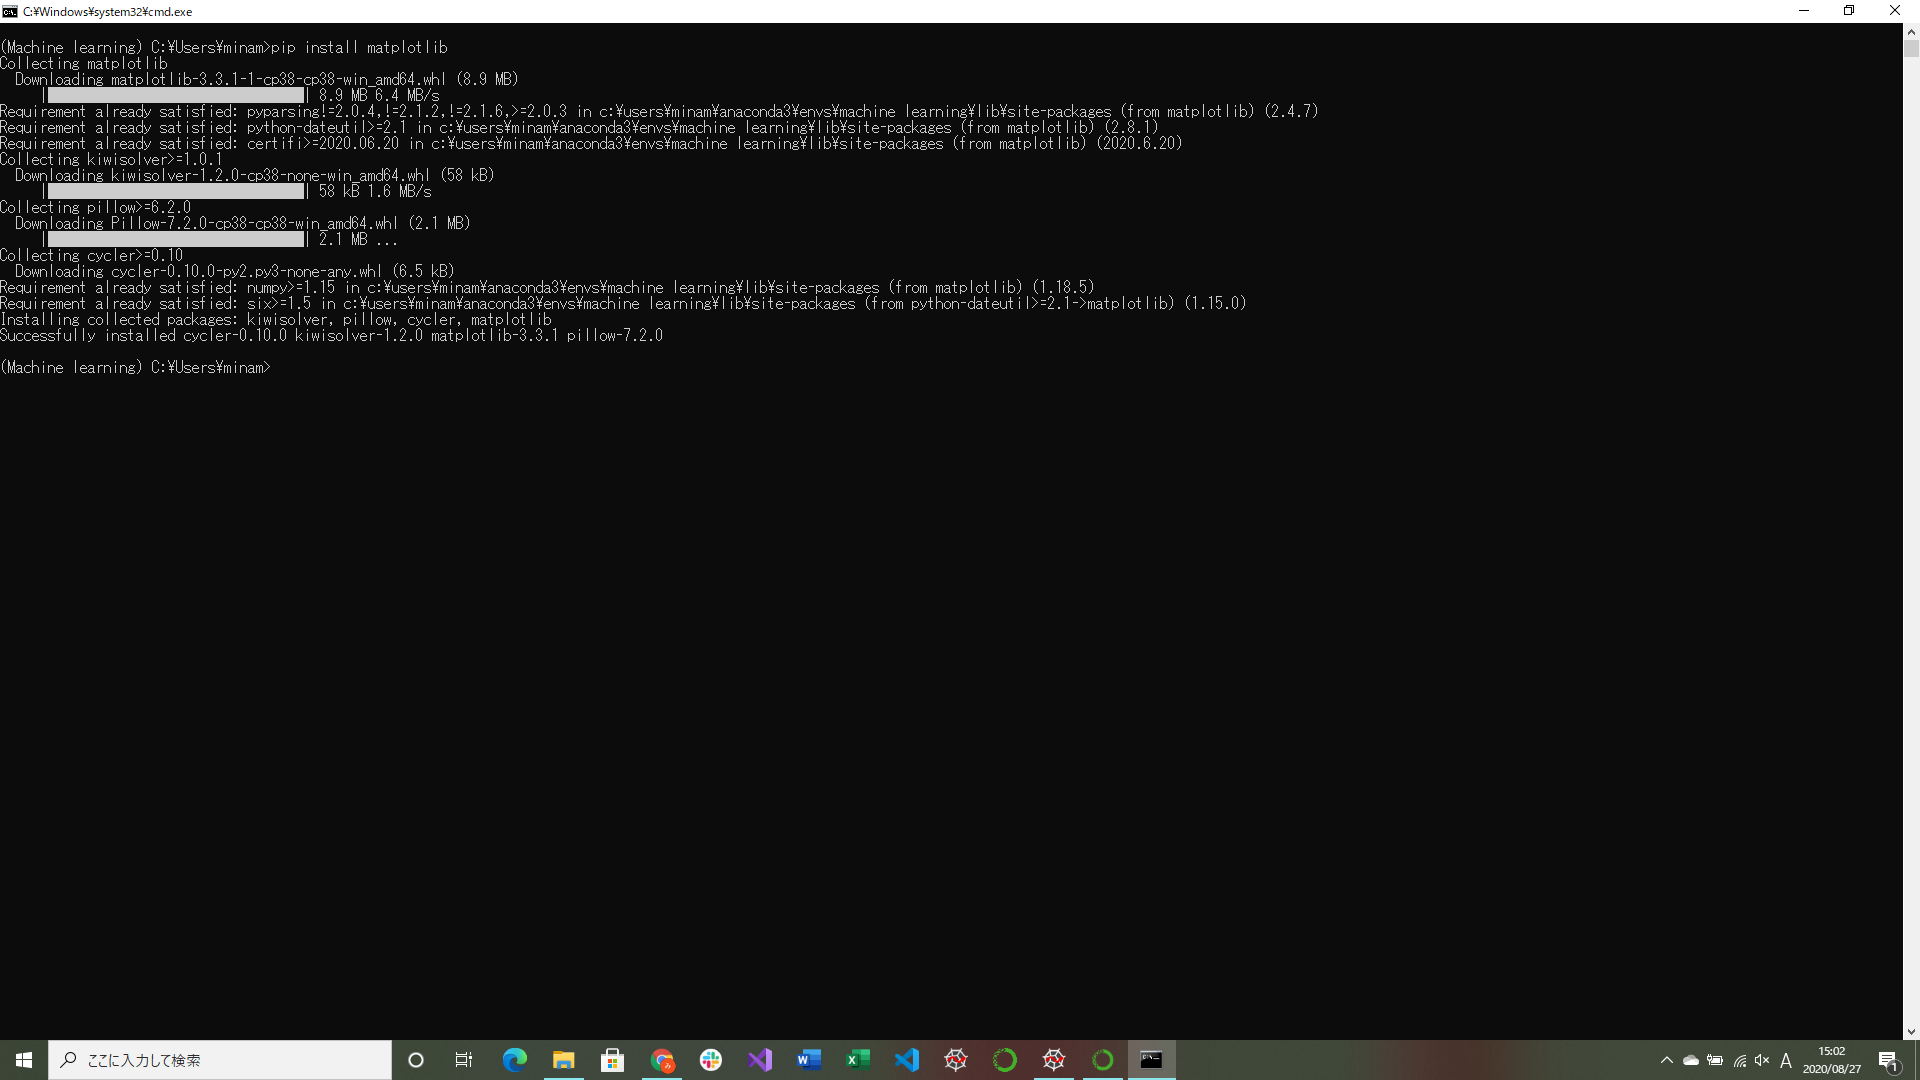 C:¥Windows¥system32¥cmd.exe
(Machine learning) C:¥Users¥minam>pip install matplotlib
Collecting matplotlib
Downloading matplotlib-3.3.1-1-cp38-cp38-win_amd64.whl (8.9 MB)
| | 8.9 MB 6.4 MB/s
Requirement already satisfied: pyparsing!=2.0.4,!=2.1.2,!=2.1.6,>=2.0.3 in c:¥users¥minam¥anaconda3¥envs¥machine learning¥lib¥site-packages (from matplotlib) (2.4.7)
Requirement already satisfied: python-dateutil>=2.1 in c:¥users¥minam¥anaconda3¥envs¥machine learning¥lib¥site-packages (from matplotlib) (2.8.1)
Requirement already satisfied: certifi>=2020.06.20 in c:¥users¥minam¥anaconda3¥envs¥machine learning¥lib¥site-packages (from matplotlib) (2020.6.20)
Collecting kiwisolver>=1.0.1
Downloading kiwisolver-1.2.0-cp38-none-win_amd64.whl (58 kB)
| | 58 kB 1.6 MB/s
Collecting pillow>=6.2.0
Downloading Pillow-7.2.0-cp38-cp38-win_amd64.whl (2.1 MB)
| | 2.1 MB ...
Collecting cycler>=0.10
Downloading cycler-0.10.0-py2.py3-none-any.whl (6.5 kB)
Requirement already satisfied: numpy>=1.15 in c:¥users¥minam¥anaconda3¥envs¥machine learning¥lib¥site-packages (from matplotlib) (1.18.5)
Requirement already satisfied: six>=1.5 in c:¥users¥minam¥anaconda3¥envs¥machine learning¥lib¥site-packages (from python-dateutil>=2.1->matplotlib) (1.15.0)
Installing collected packages: kiwisolver, pillow, cycler, matplotlib
Successfully installed cycler-0.10.0 kiwisolver-1.2.0 matplotlib-3.3.1 pillow-7.2.0
(Machine learning) C:¥Users¥minam>
ここに入力して検索
A
15:02
2020/08/27
1